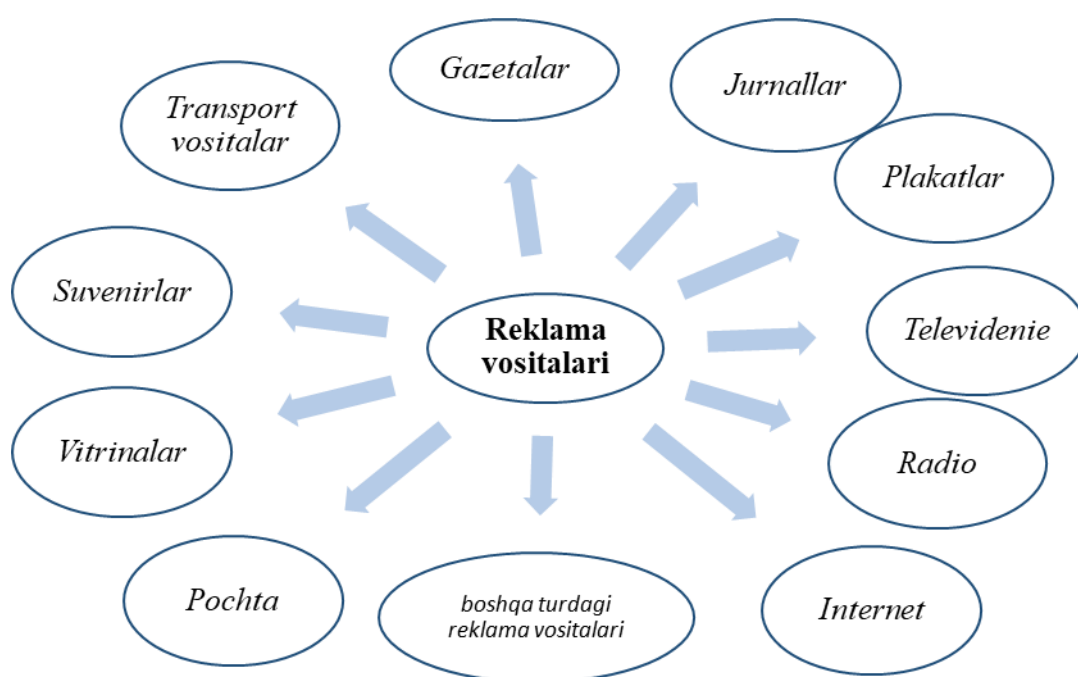 Gazetalar
Jurnallar
Transport
vositalar
Plakatlar
Suvenirlar
Reklama
vositalari
Televidenie
Vitrinalar
Radio
Pochta
boshqa turdagi
reklama vositalari
Internet